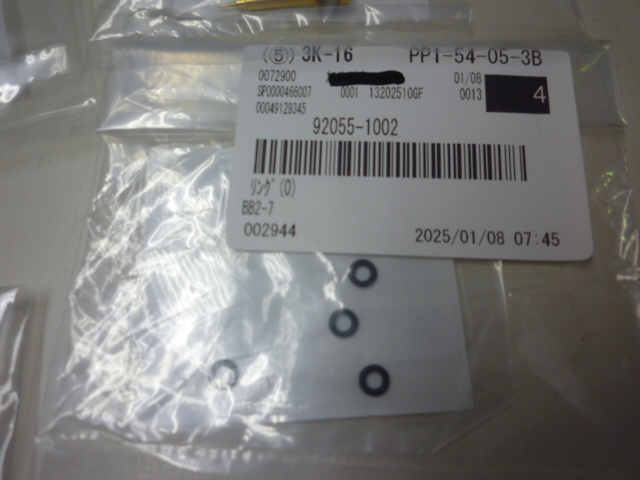 (⑤) 3K-16 PP1-54-05-3B
0072900 01/08
SP0000466007 0001 13202510GF 0013 4
00049129345
92055-1002
ﾘﾝｸﾞ(O)
BB2-7
002944 2025/01/08 07:45